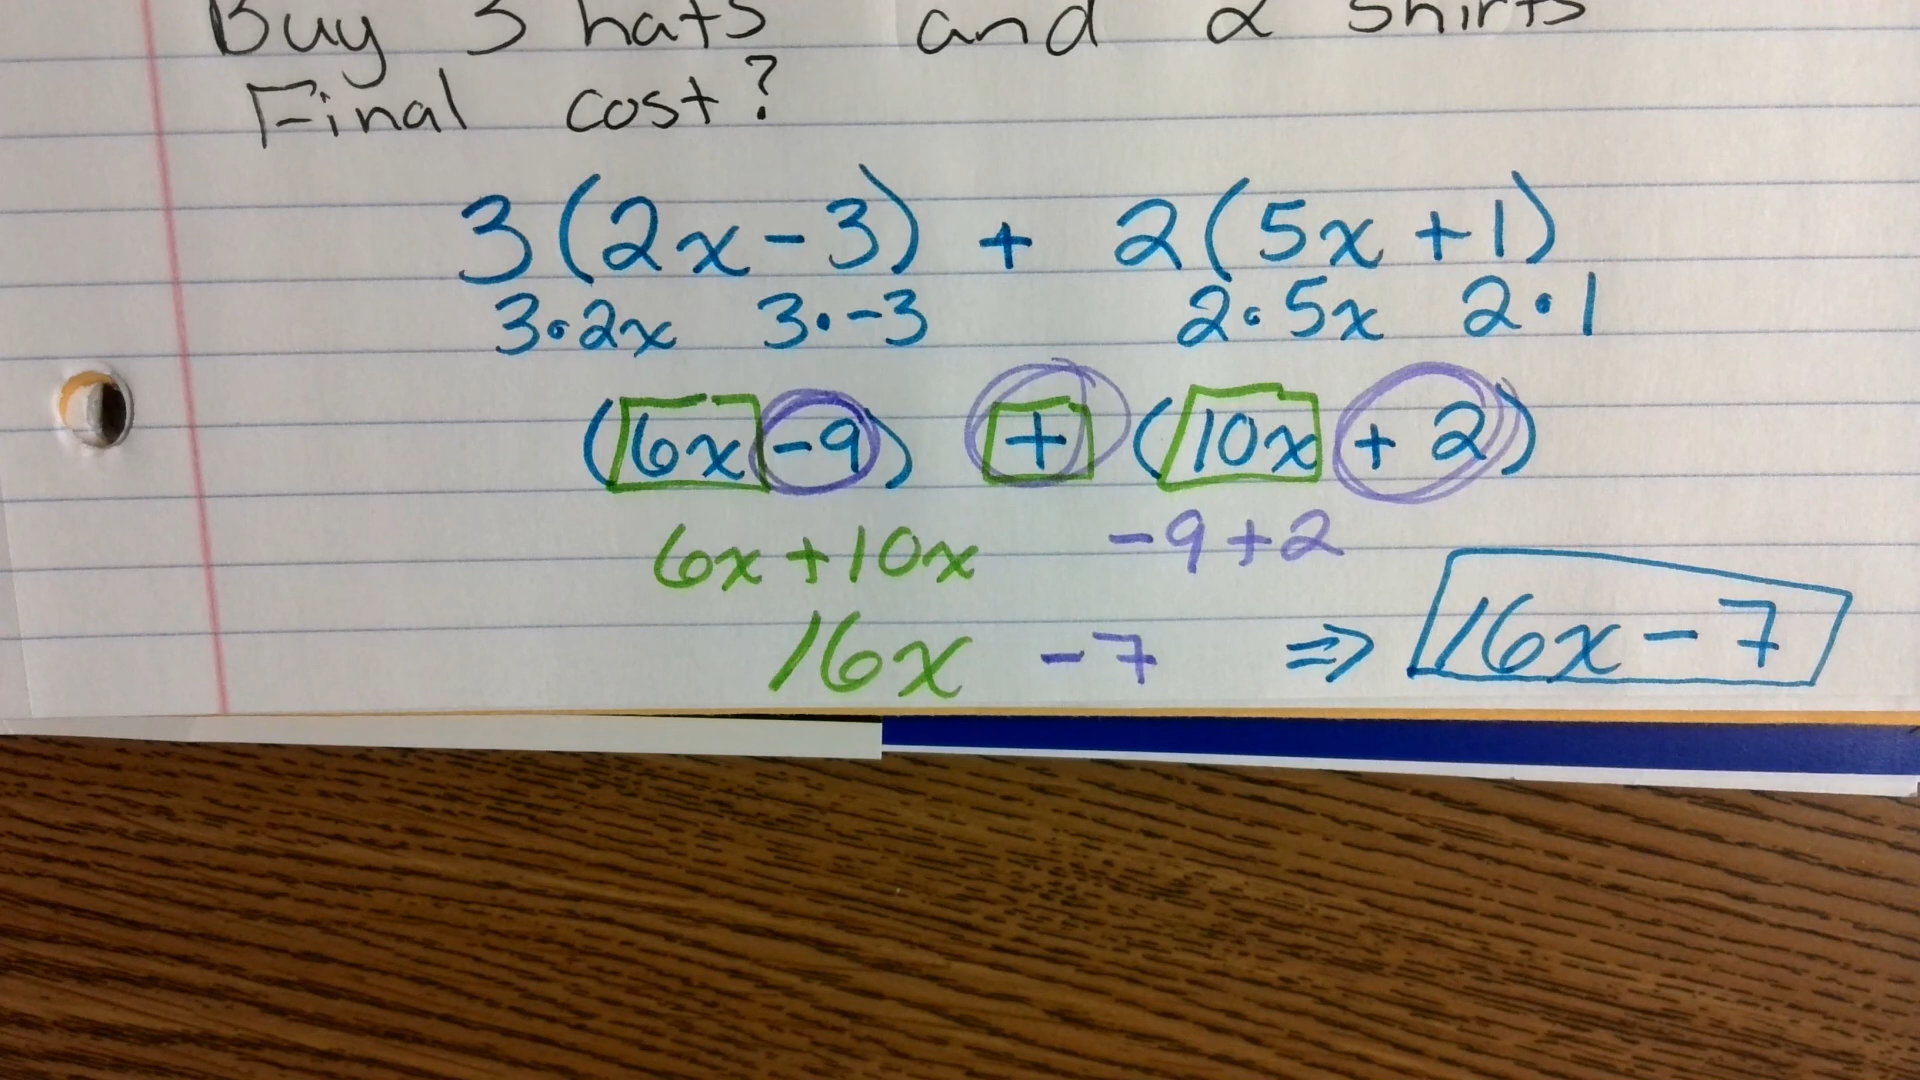 Buy 3 hats and 2 shirts
Final cost?
3(2x-3) + 2(5x+1)
3•2x 3•-3 2•5x 2•1
(6x-9) + (10x+2)
6x+10x -9+2
16x -7 ⇒ 16x-7